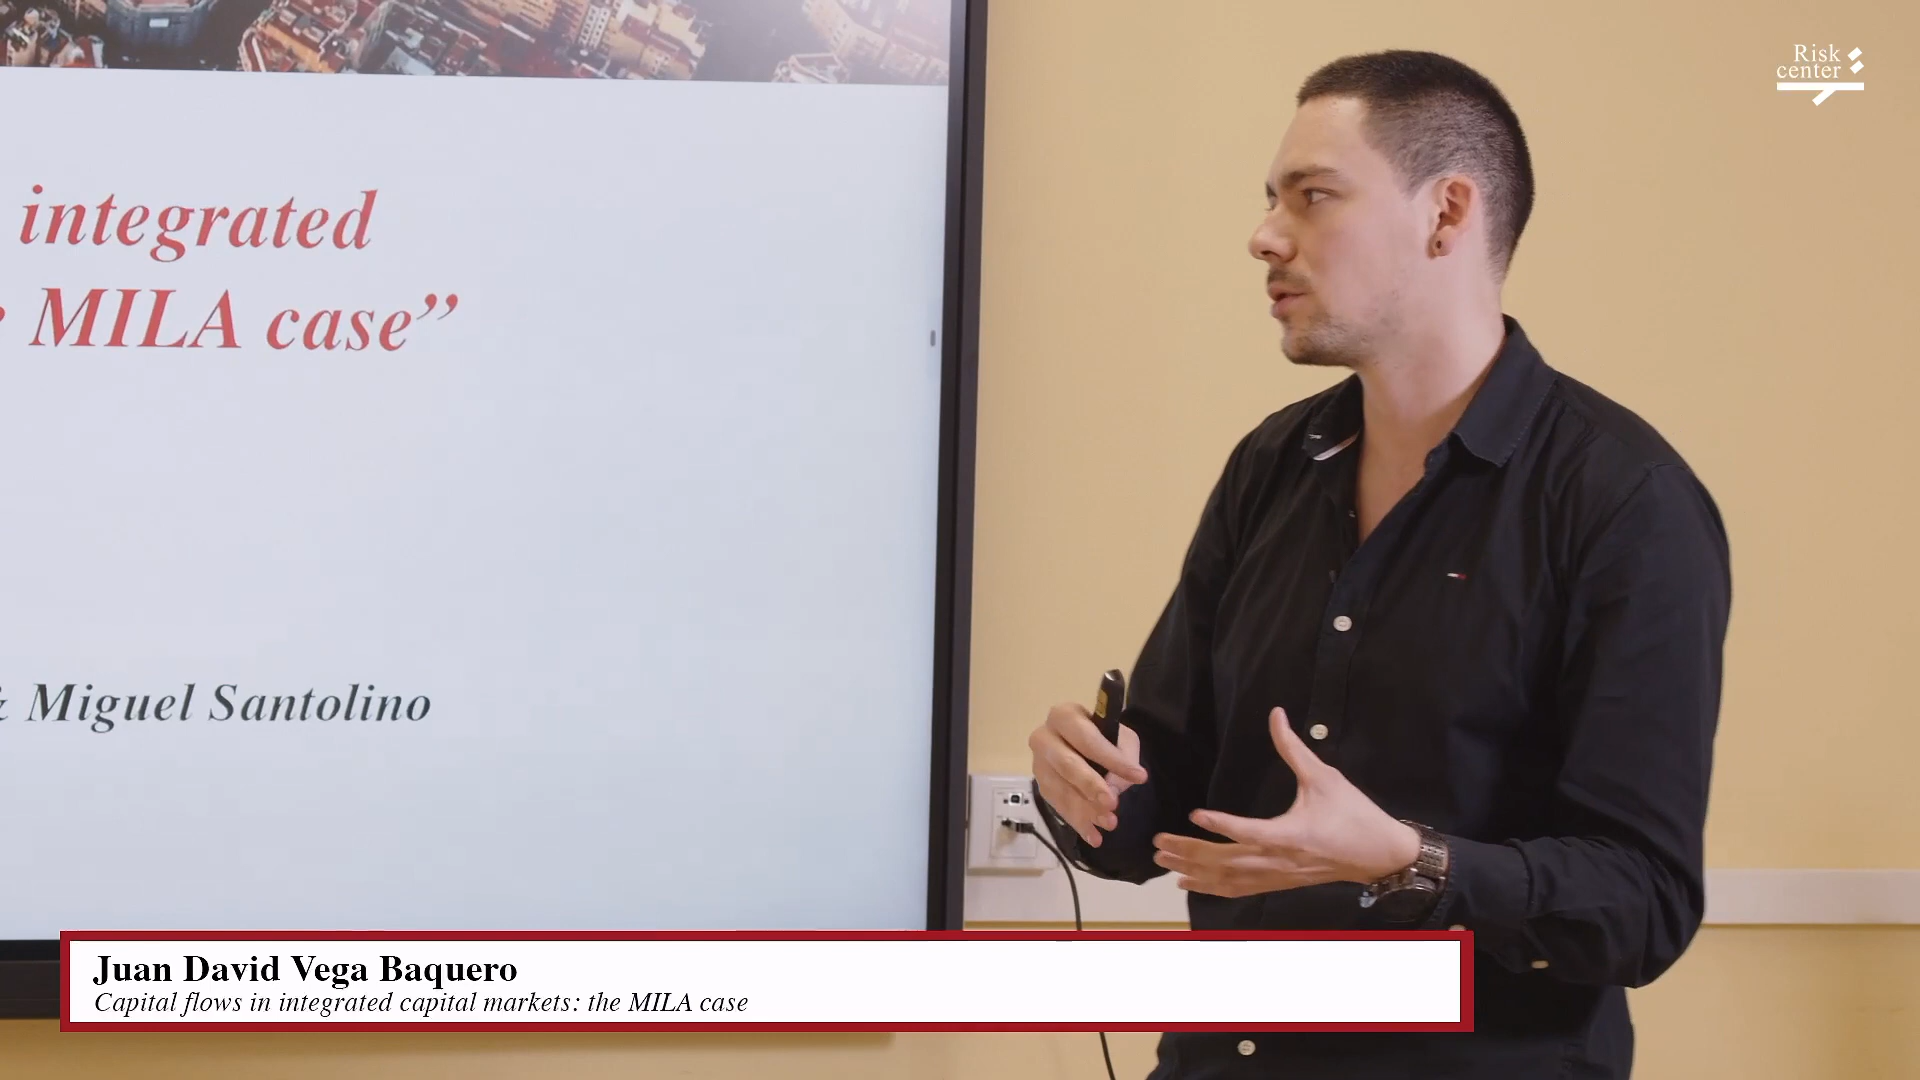 Risk
center
integrated
MILA case”
& Miguel Santolino
Juan David Vega Baquero
Capital flows in integrated capital markets: the MILA case